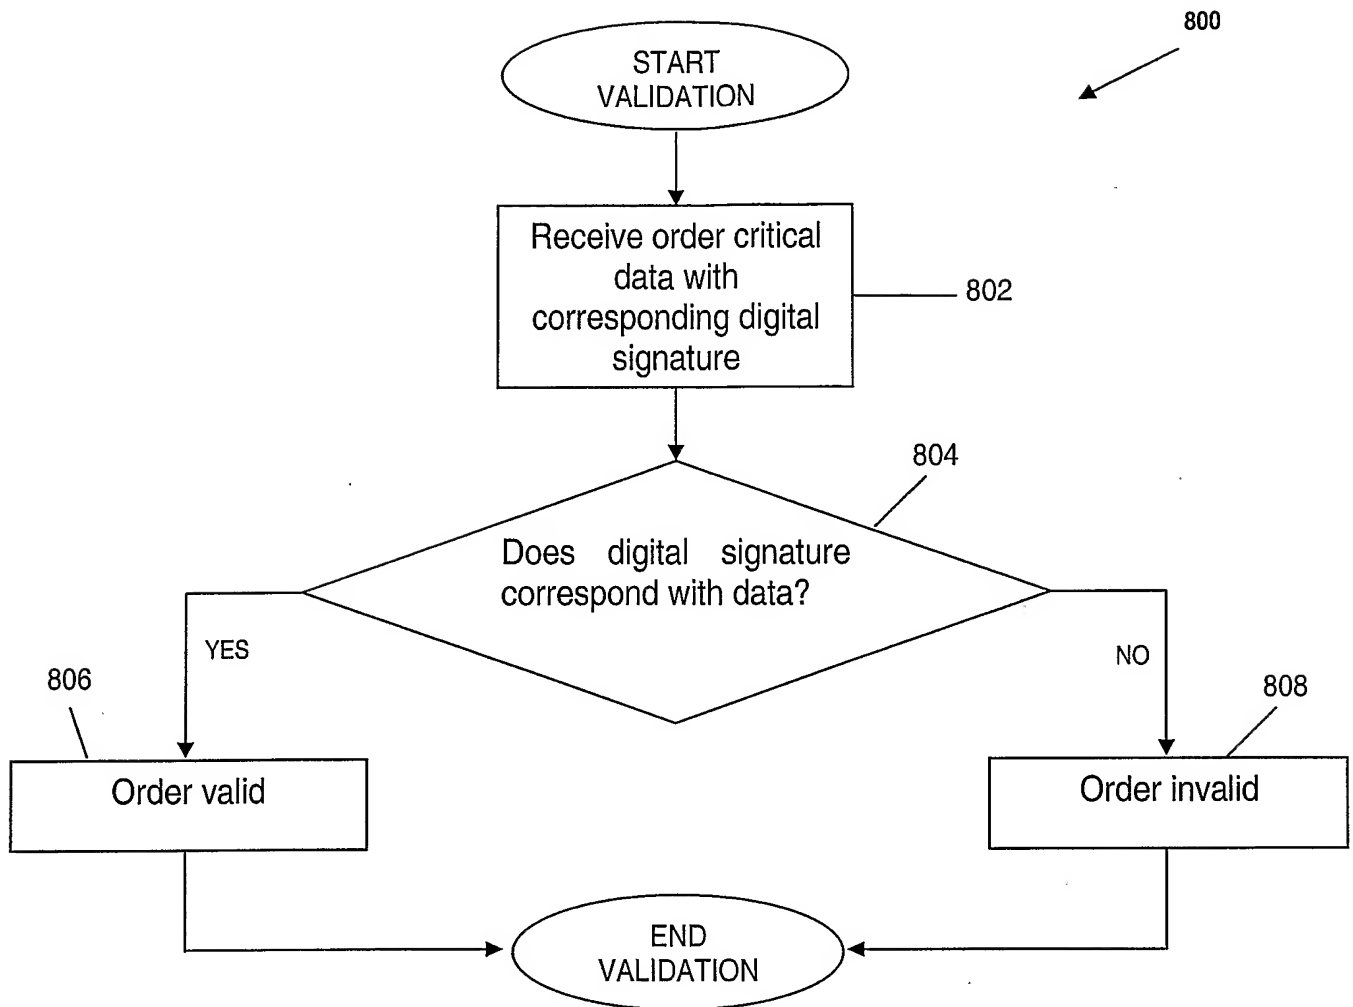 800
START
VALIDATION
Receive order critical
data with
corresponding digital
signature
802
804
Does digital signature
correspond with data?
YES
NO
806
808
Order valid
Order invalid
END
VALIDATION